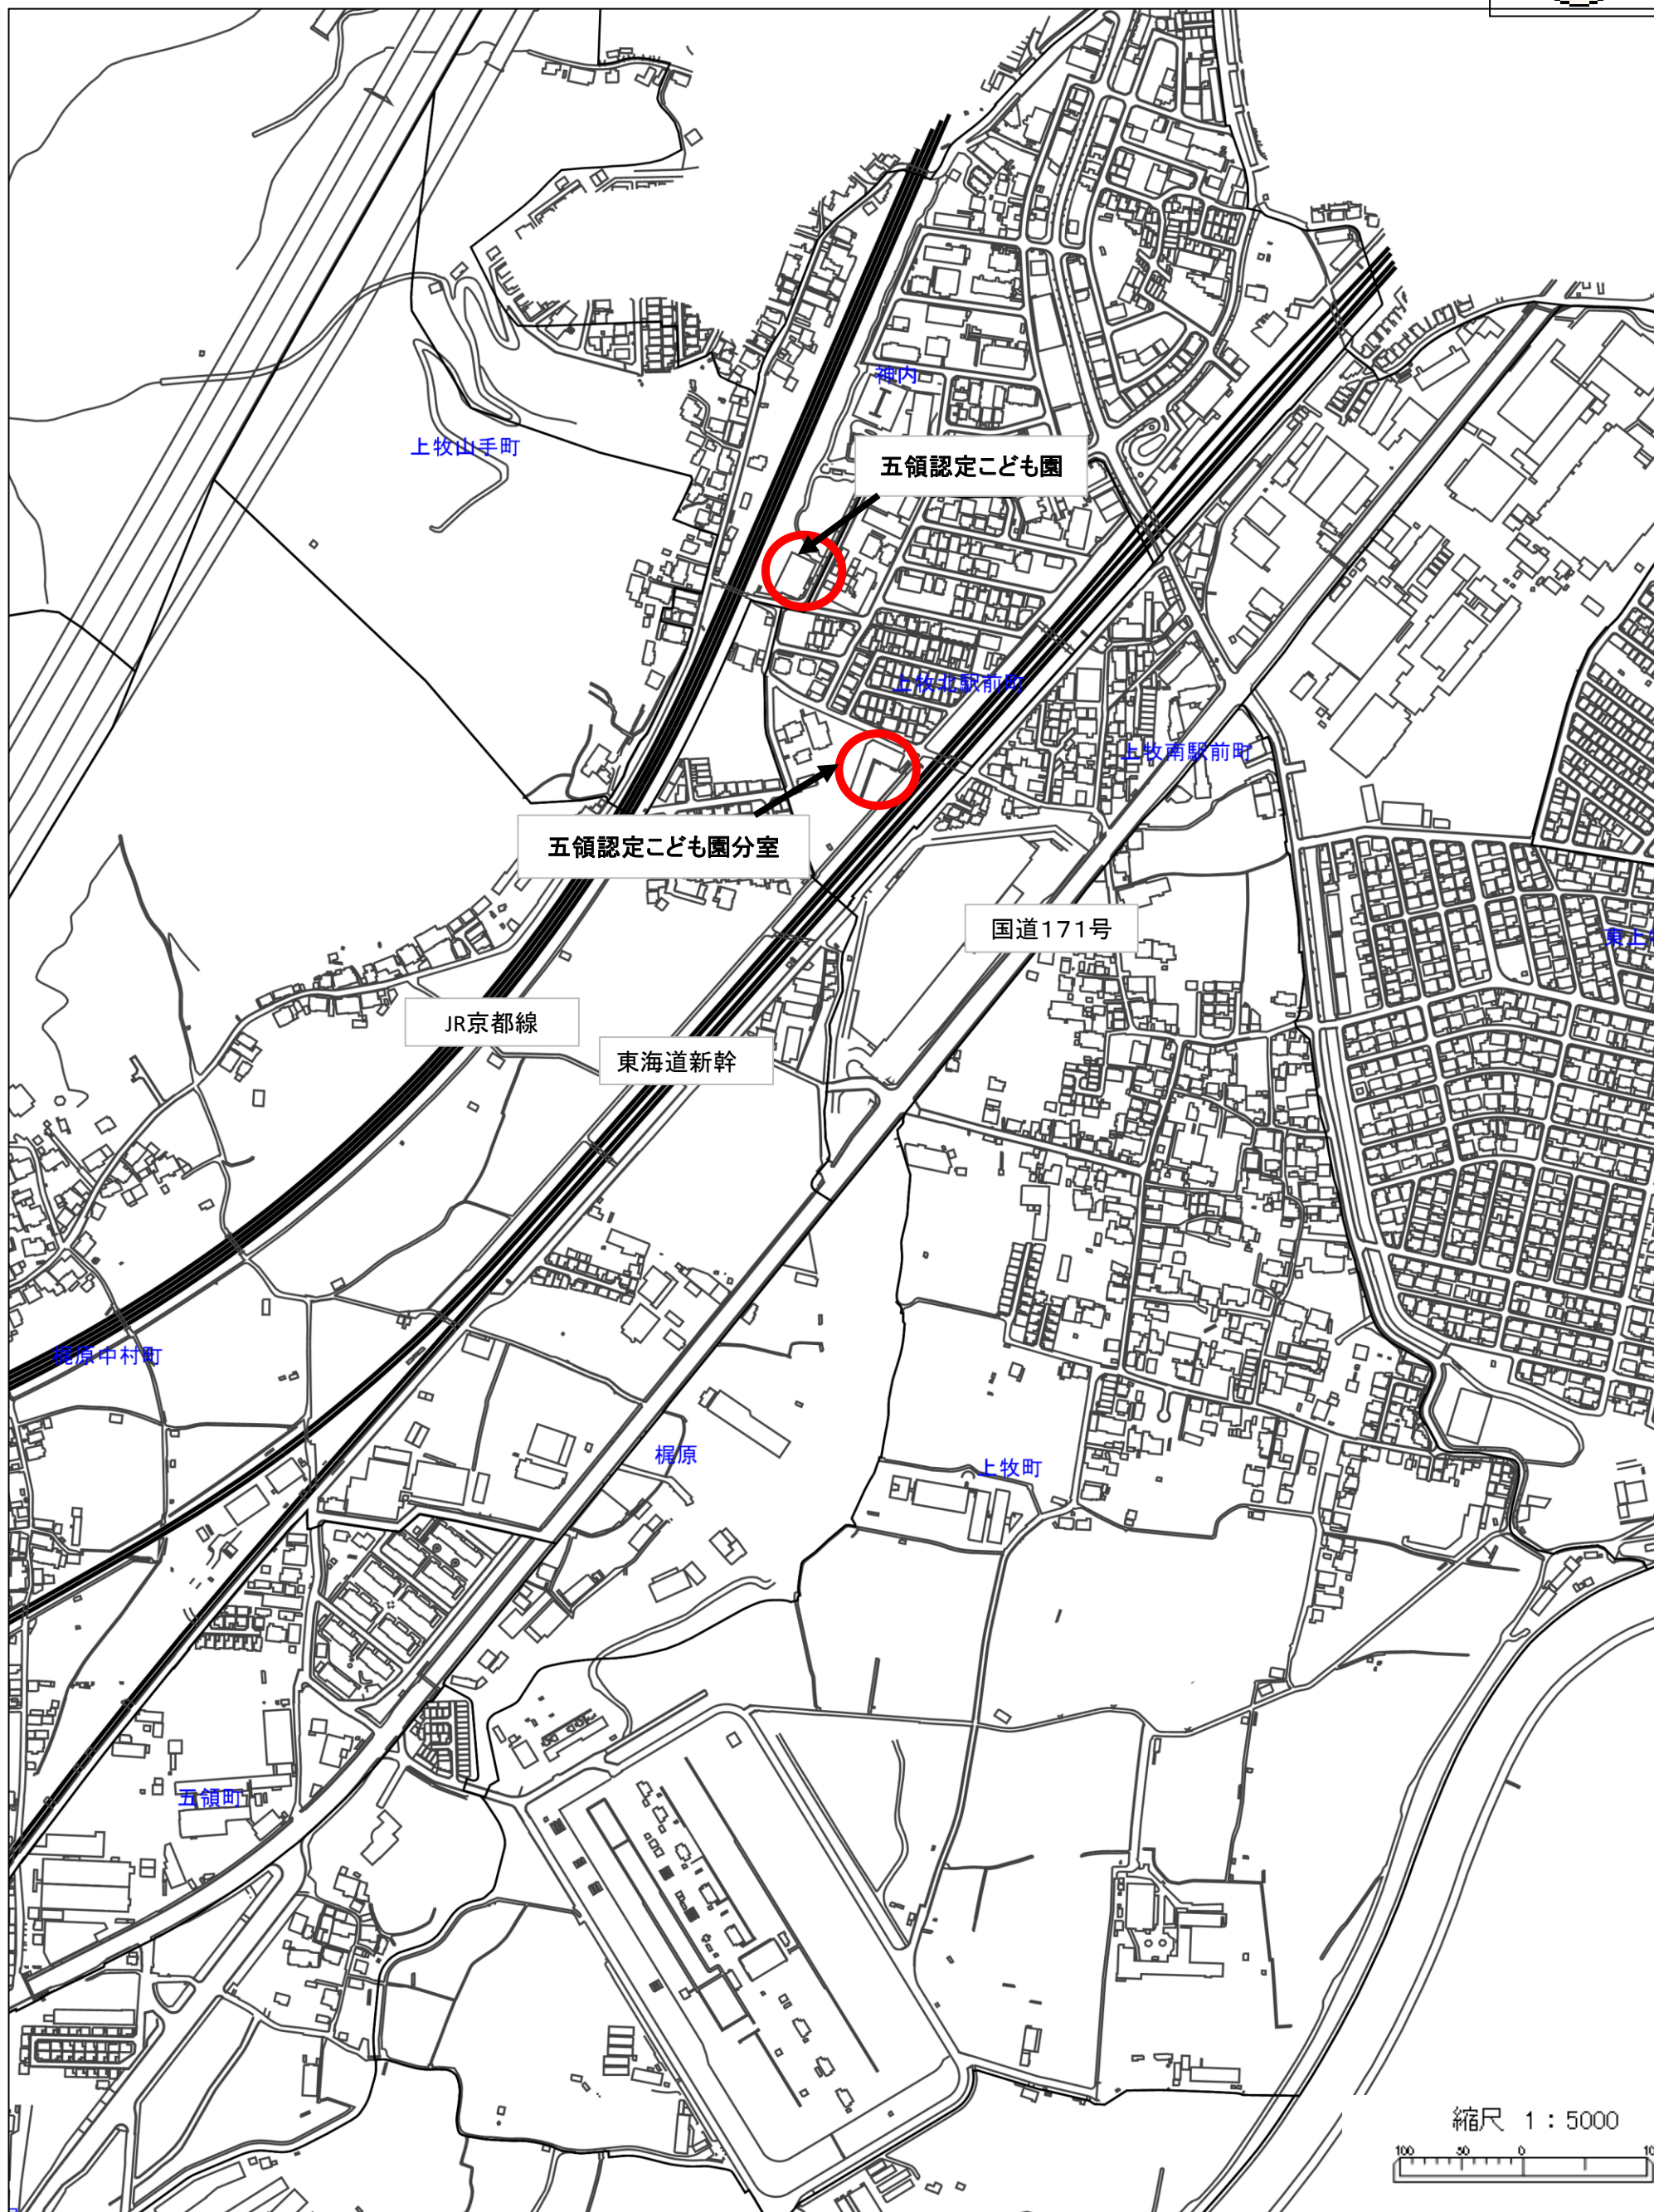 神内
上牧山手町
五領認定こども園
上牧北駅前町
上牧南駅前町
五領認定こども園分室
国道171号
東上牧
JR京都線
東海道新幹
梶原中村町
梶原
上牧町
五領町
縮尺 1：5000
100 50 0